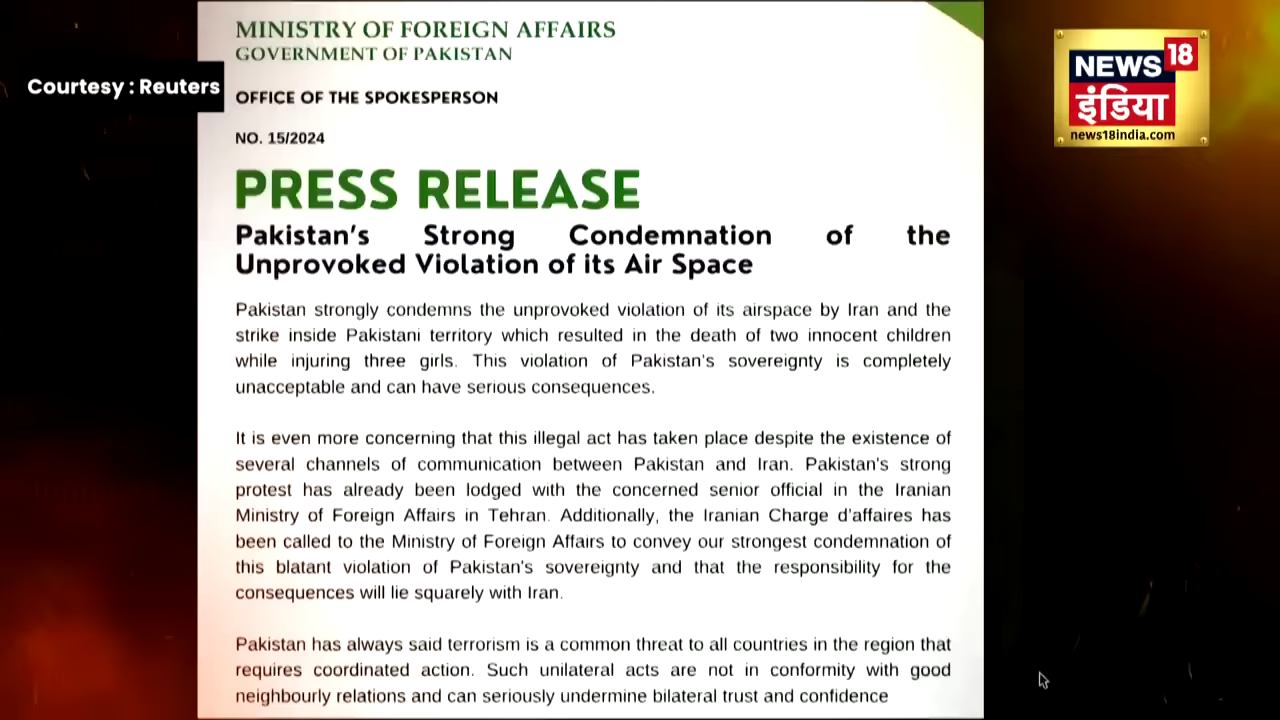 MINISTRY OF FOREIGN AFFAIRS
GOVERNMENT OF PAKISTAN
Courtesy : Reuters
OFFICE OF THE SPOKESPERSON
NO. 15/2024
PRESS RELEASE
Pakistan's Strong Condemnation of the
Unprovoked Violation of its Air Space
Pakistan strongly condemns the unprovoked violation of its airspace by Iran and the
strike inside Pakistani territory which resulted in the death of two innocent children
while injuring three girls. This violation of Pakistan's sovereignty is completely
unacceptable and can have serious consequences.
It is even more concerning that this illegal act has taken place despite the existence of
several channels of communication between Pakistan and Iran. Pakistan's strong
protest has already been lodged with the concerned senior official in the Iranian
Ministry of Foreign Affairs in Tehran. Additionally, the Iranian Charge d'affaires has
been called to the Ministry of Foreign Affairs to convey our strongest condemnation of
this blatant violation of Pakistan's sovereignty and that the responsibility for the
consequences will lie squarely with Iran.
Pakistan has always said terrorism is a common threat to all countries in the region that
requires coordinated action. Such unilateral acts are not in conformity with good
neighbourly relations and can seriously undermine bilateral trust and confidence
NEWS 18
इंडिया
news18india.com